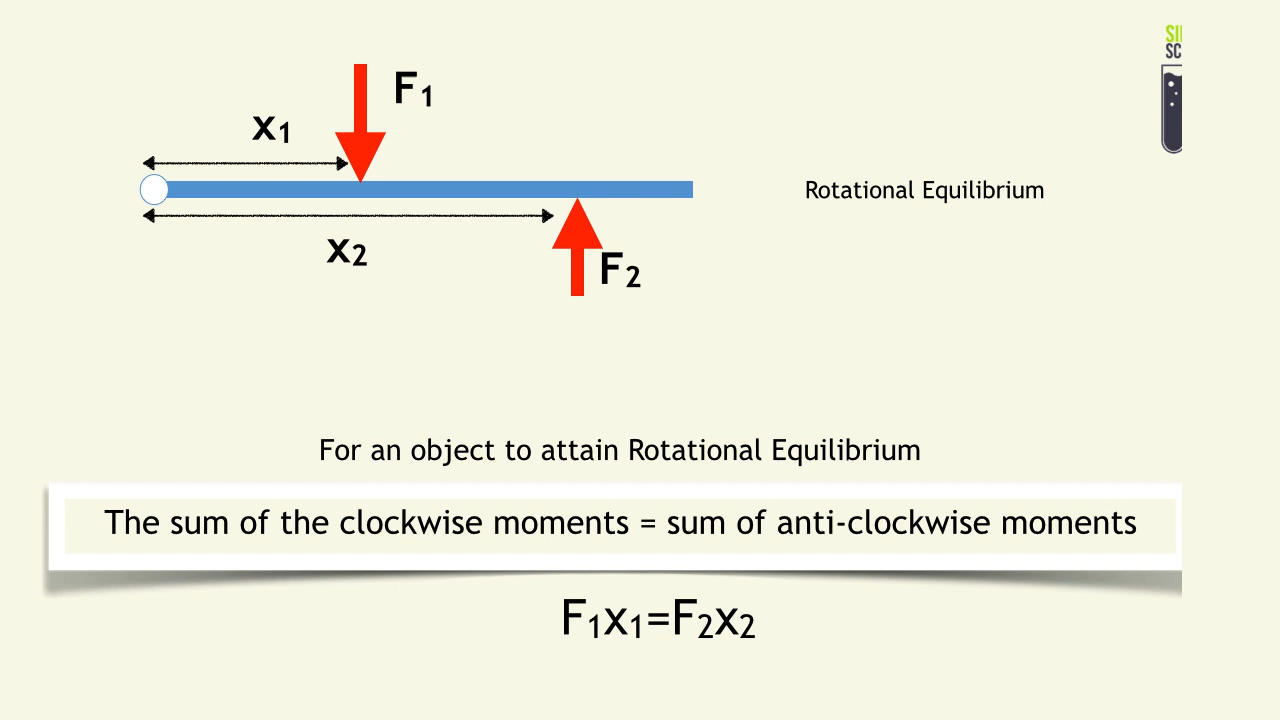 F₁
x₁
Rotational Equilibrium
x₂
F₂
For an object to attain Rotational Equilibrium
The sum of the clockwise moments = sum of anti-clockwise moments
F₁x₁=F₂x₂